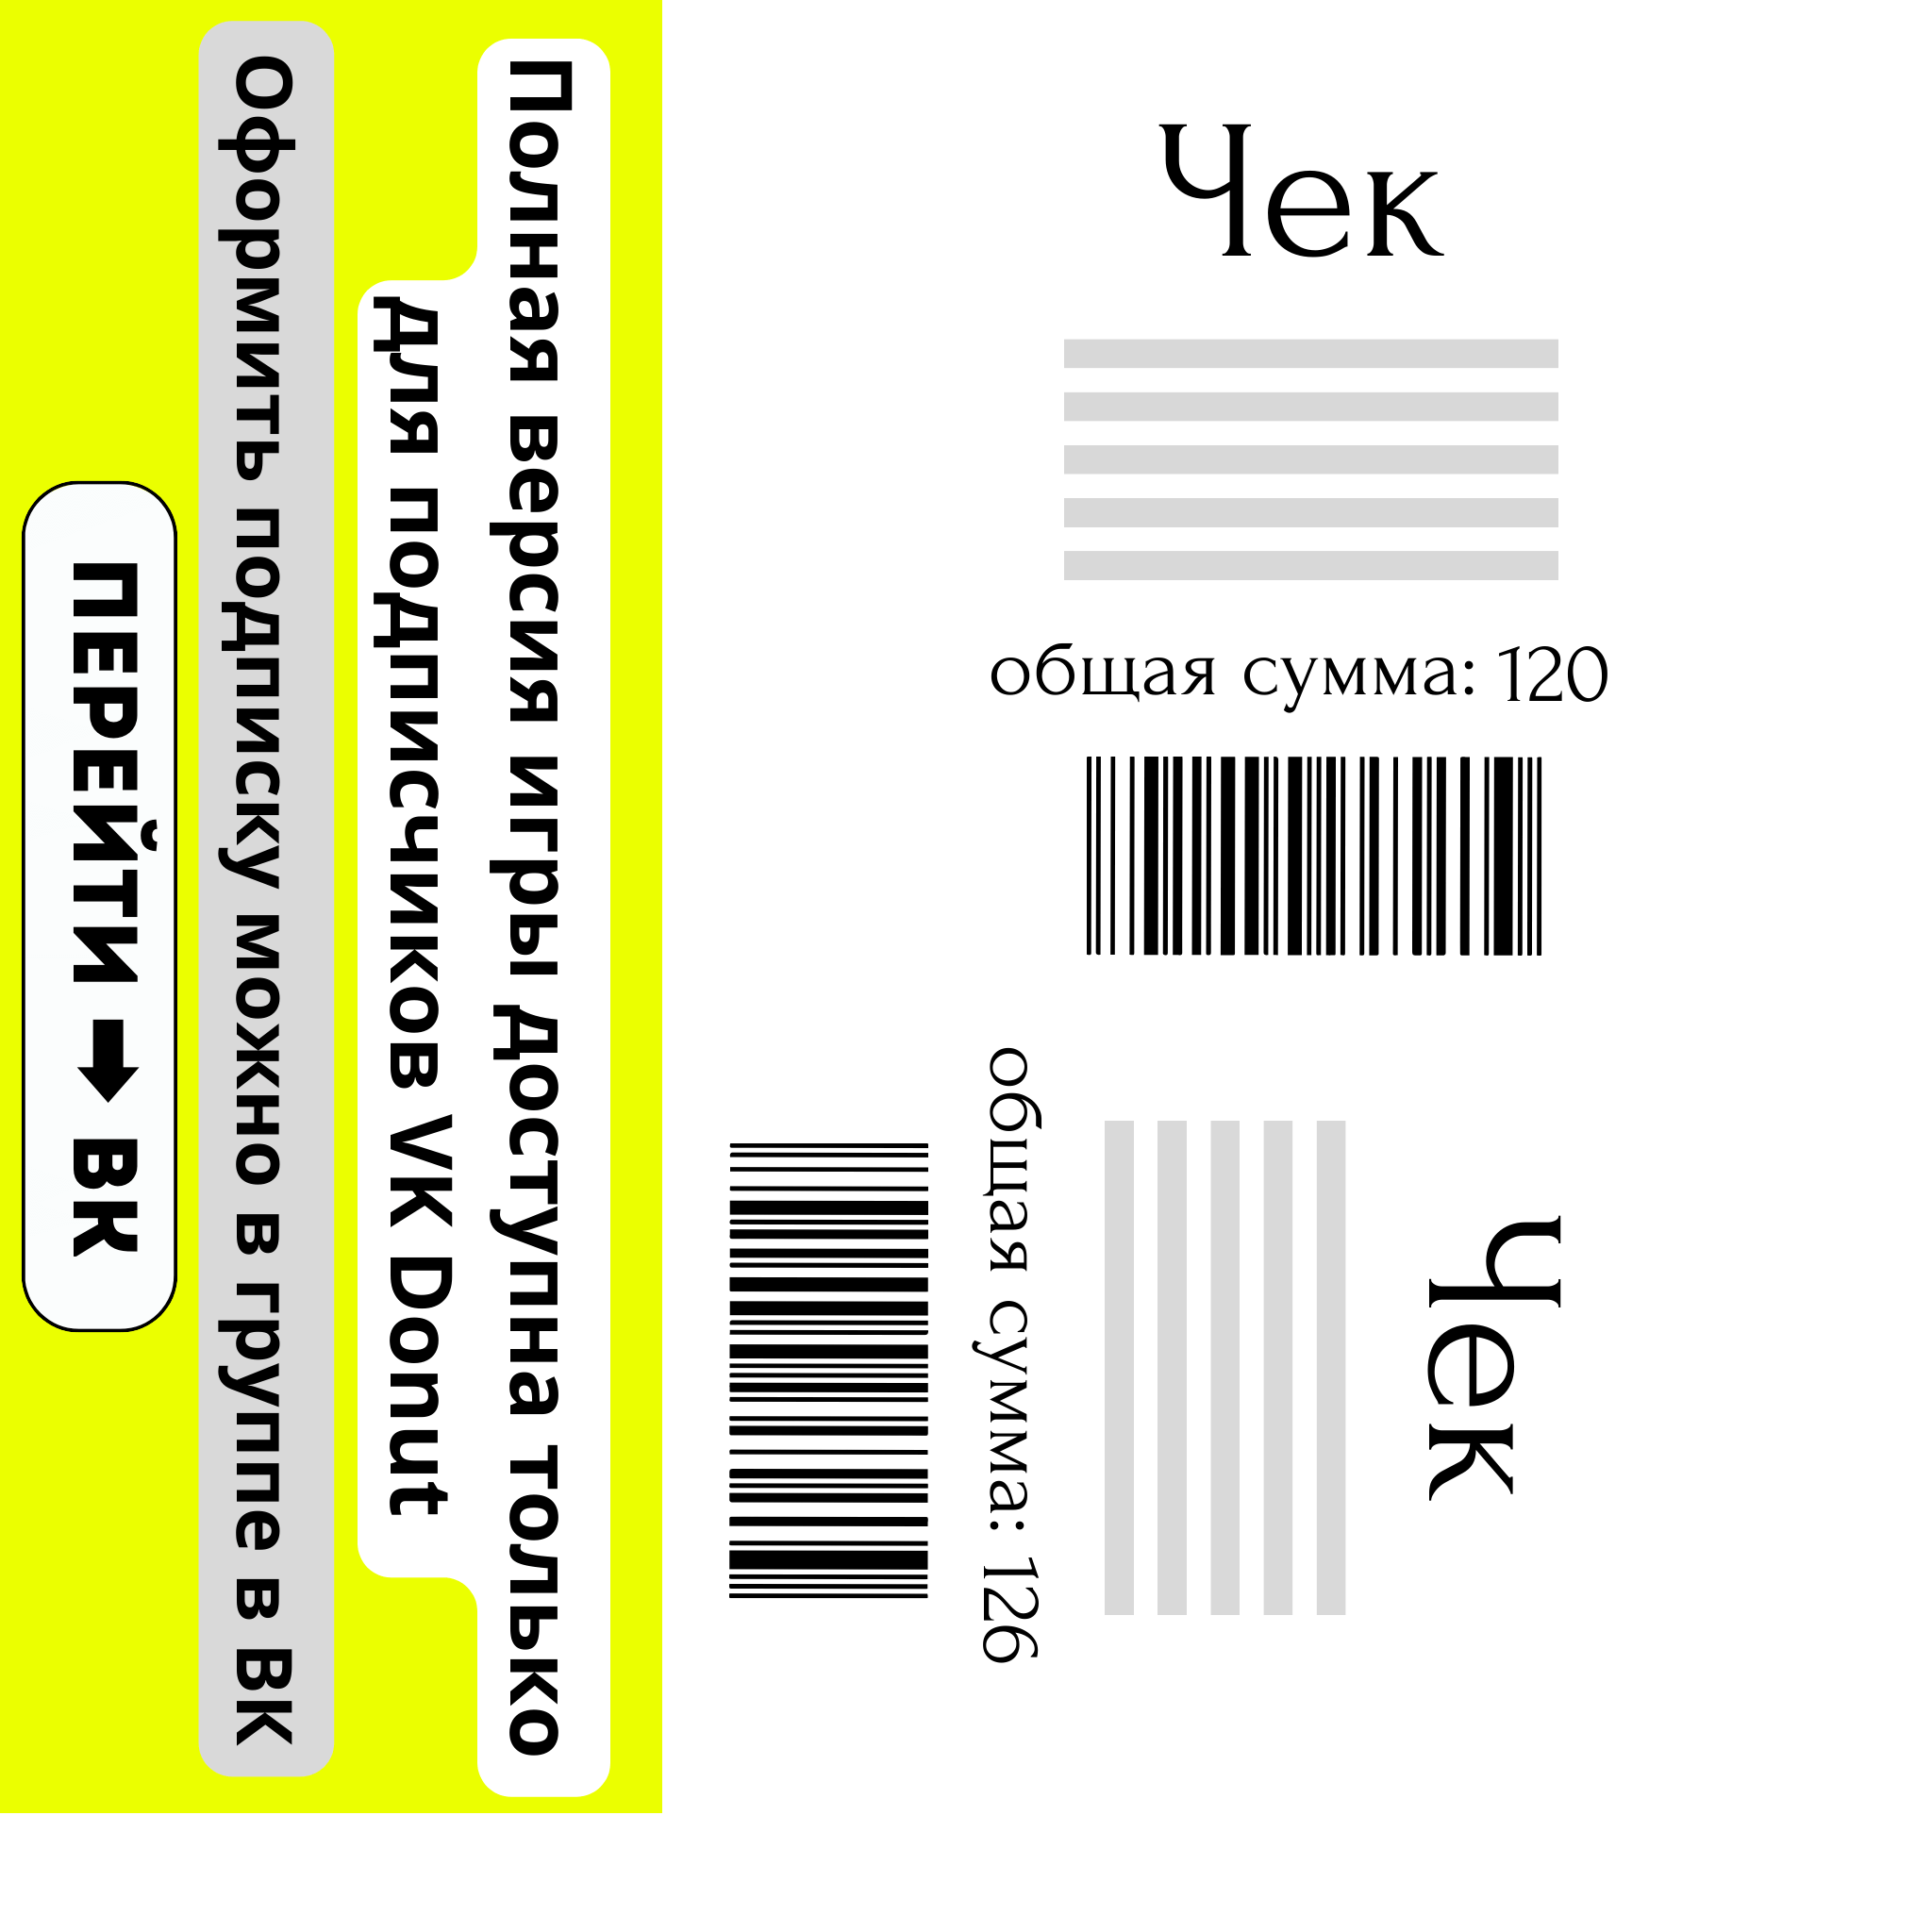 Полная версия игры доступна только
для подписчиков VK Donut
Оформить подписку можно в группе в ВК
ПЕРЕЙТИ ➡ ВК
Чек
общая сумма: 120
Чек
общая сумма: 126